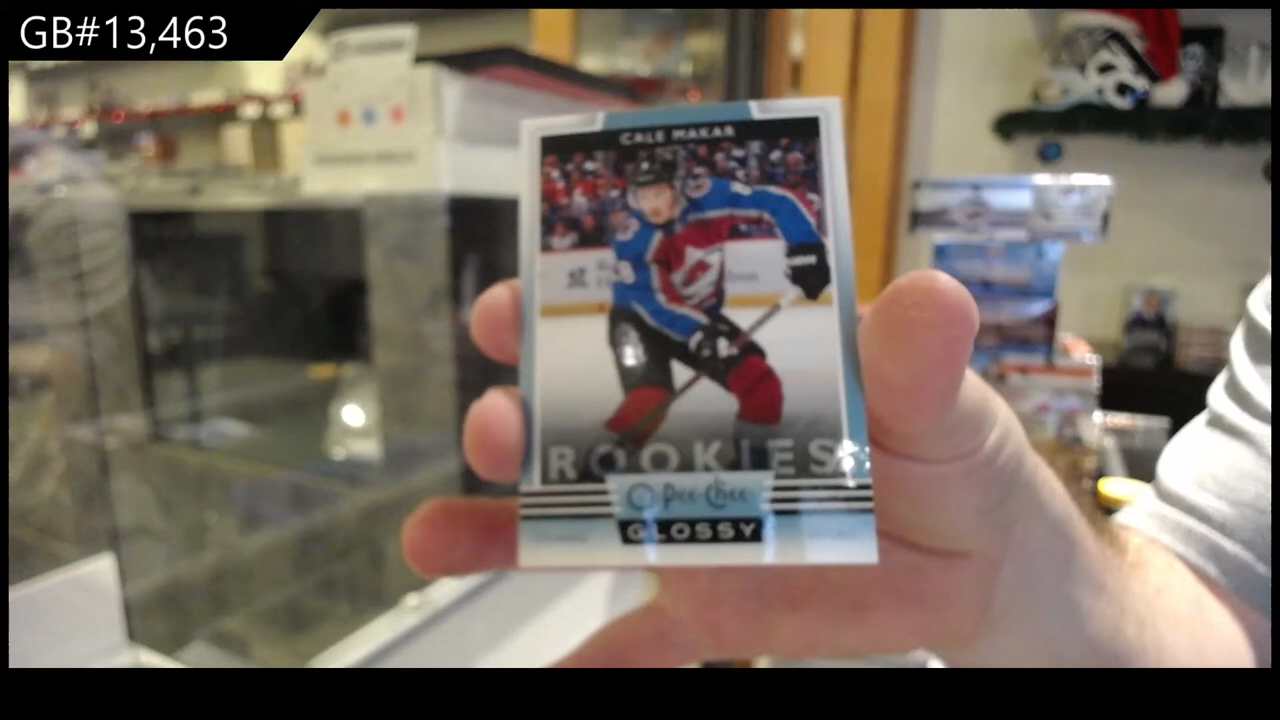 GB#13,463
CALE MAKAR
ROOKIES
O-Pee-Chee
GLOSSY